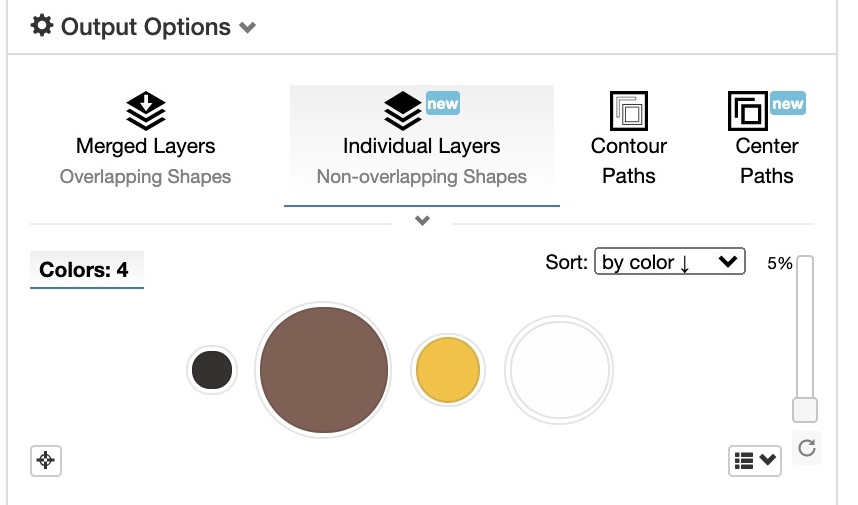 Output Options
new
new
Merged Layers
Individual Layers
Contour
Paths
Center
Paths
Overlapping Shapes
Non-overlapping Shapes
Colors: 4
Sort: by color ↓
5%